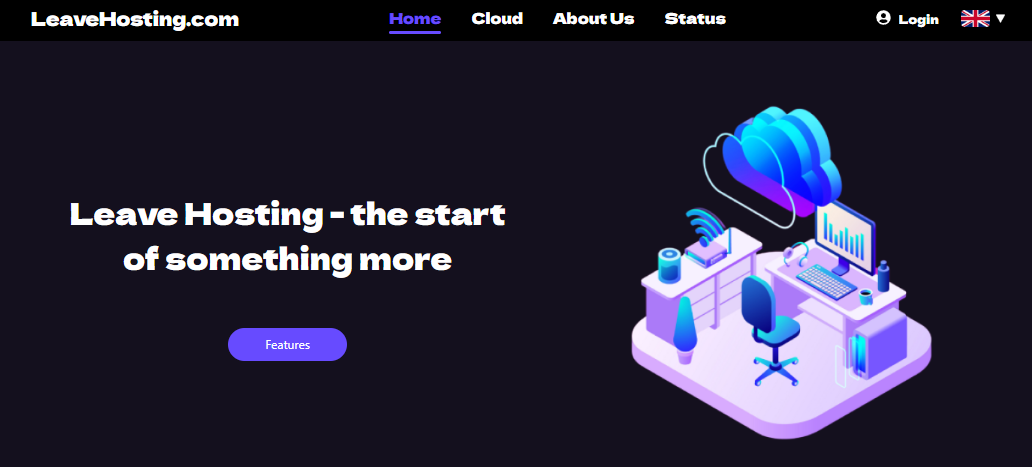 LeaveHosting.com
Home
Cloud
About Us
Status
Login
Leave Hosting - the start
of something more
Features